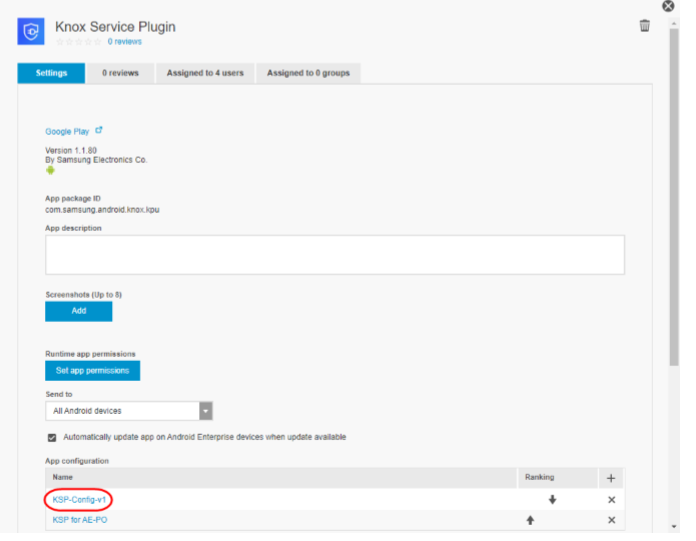 Knox Service Plugin
0 reviews
Settings
0 reviews
Assigned to 4 users
Assigned to 0 groups
Google Play
Version 1.1.80
By Samsung Electronics Co.
App package ID
com.samsung.android.knox.kpu
App description
Screenshots (Up to 8)
Add
Runtime app permissions
Set app permissions
Send to
All Android devices
Automatically update app on Android Enterprise devices when update available
App configuration
Name Ranking +
KSP-Config-v1
KSP for AE-PO